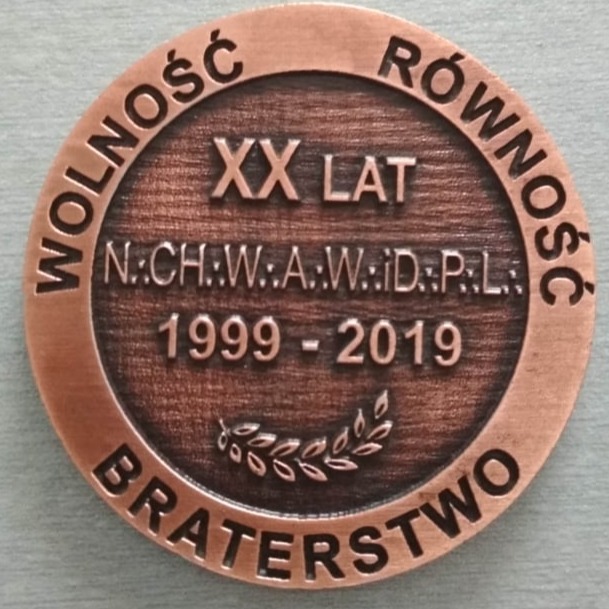 WOLNOŚĆ RÓWNOŚĆ
XX LAT
N.:CH.:W.:A.:W.:iD.:P.:L.:
1999 - 2019
BRATERSTWO